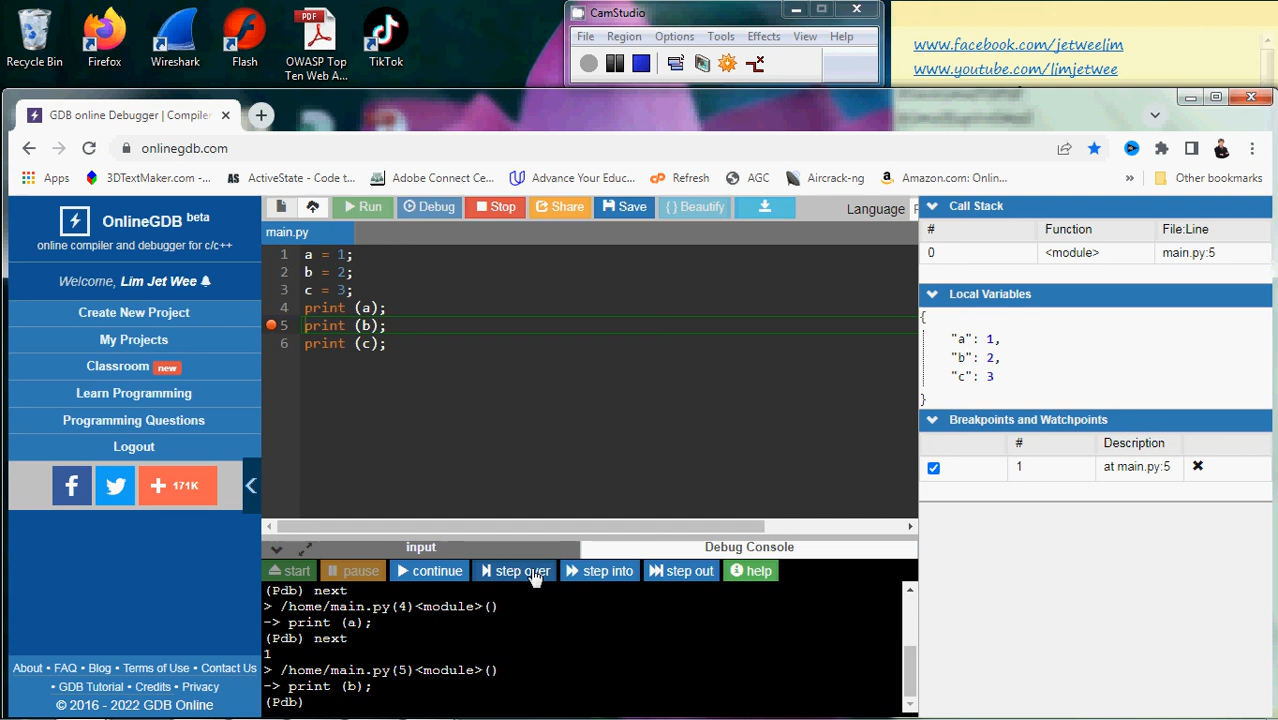 Recycle Bin
Firefox
Wireshark
Flash
PDF
OWASP Top
Ten Web A...
TikTok
CamStudio
File Region Options Tools Effects View Help
www.facebook.com/jetweelim
www.youtube.com/limjetwee
GDB online Debugger | Compiler
onlinegdb.com
Apps 3DTextMaker.com -... AS ActiveState - Code t... Adobe Connect Ce... Advance Your Educ... Refresh AGC Aircrack-ng Amazon.com: Onlin... » Other bookmarks
OnlineGDB beta
online compiler and debugger for c/c++
Welcome, Lim Jet Wee
Create New Project
My Projects
Classroom new
Learn Programming
Programming Questions
Logout
f + 171K
About • FAQ • Blog • Terms of Use • Contact Us
• GDB Tutorial • Credits • Privacy
© 2016 - 2022 GDB Online
Run Debug Stop Share Save { } Beautify Language
main.py
1 a = 1;
2 b = 2;
3 c = 3;
4 print (a);
5 print (b);
6 print (c);
input Debug Console
start pause continue step over step into step out help
(Pdb) next
> /home/main.py(4)<module>()
-> print (a);
(Pdb) next
1
> /home/main.py(5)<module>()
-> print (b);
(Pdb)
Call Stack
# Function File:Line
0 <module> main.py:5
Local Variables
{
"a": 1,
"b": 2,
"c": 3
}
Breakpoints and Watchpoints
# Description
1 at main.py:5